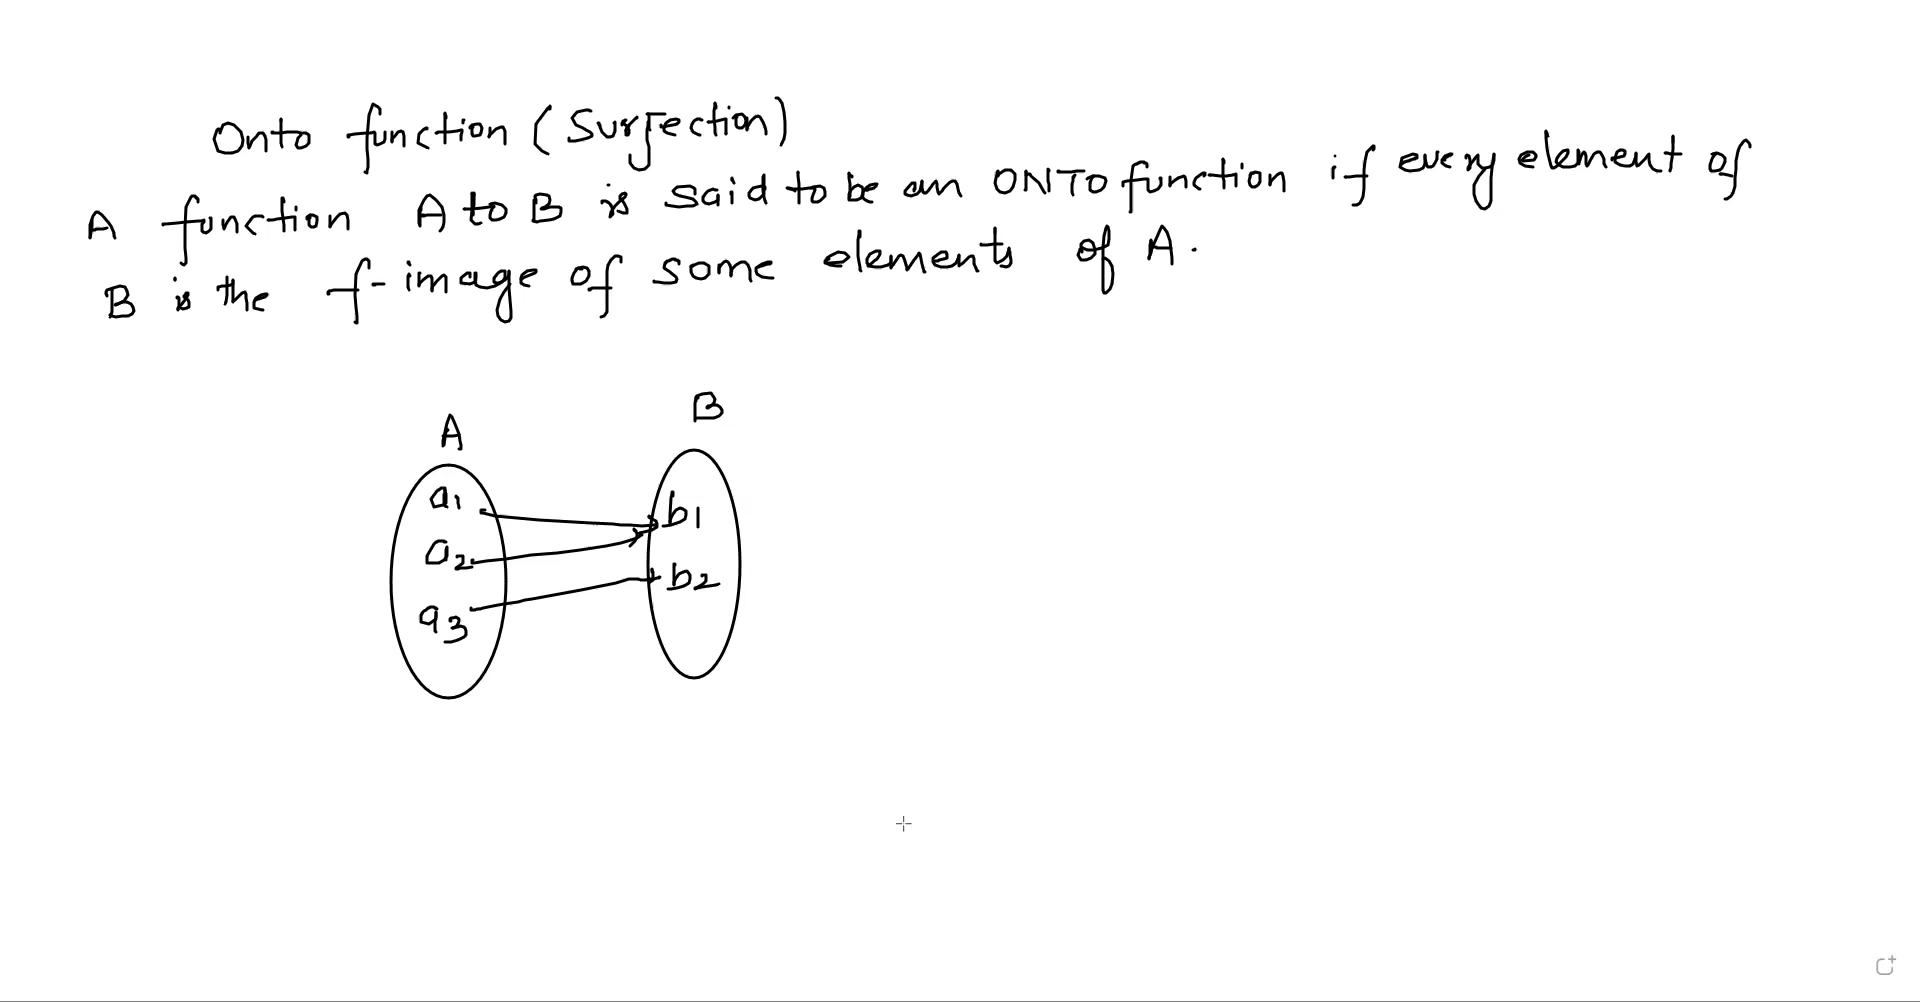 Onto function (Surjection)
A function A to B is said to be an ONTO function if every element of
B is the f-image of some elements of A.
A
B
a1
a2
a3
b1
b2